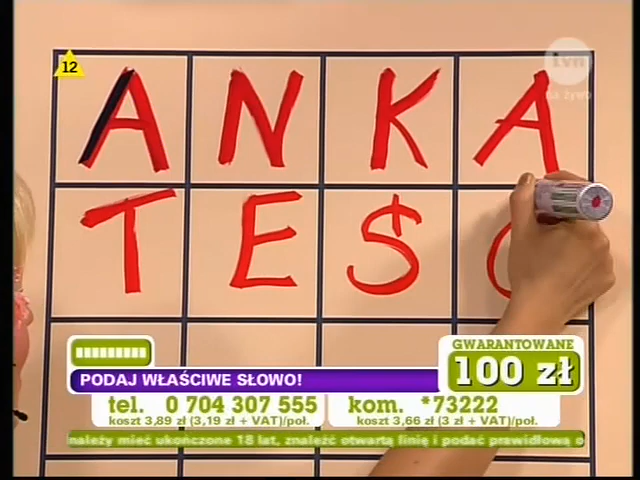 12
tvn
na żywo
A N K A
T E Ś
GWARANTOWANE
100 zł
PODAJ WŁAŚCIWE SŁOWO!
tel. 0 704 307 555 kom. *73222
koszt 3,89 zł (3,19 zł + VAT)/poł. koszt 3,66 zł (3 zł + VAT)/poł.
należy mieć ukończone 18 lat, znaleźć otwartą linię i podać prawidłową o